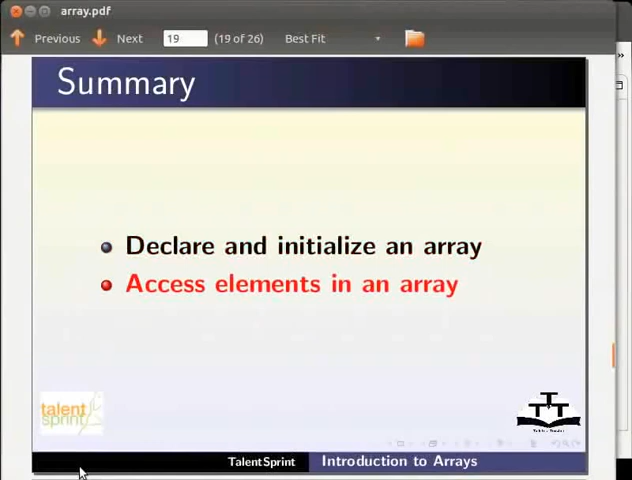 array.pdf
Previous Next 19 (19 of 26) Best Fit
Summary
Declare and initialize an array
Access elements in an array
talent
sprint
TTT
TalentSprint Introduction to Arrays